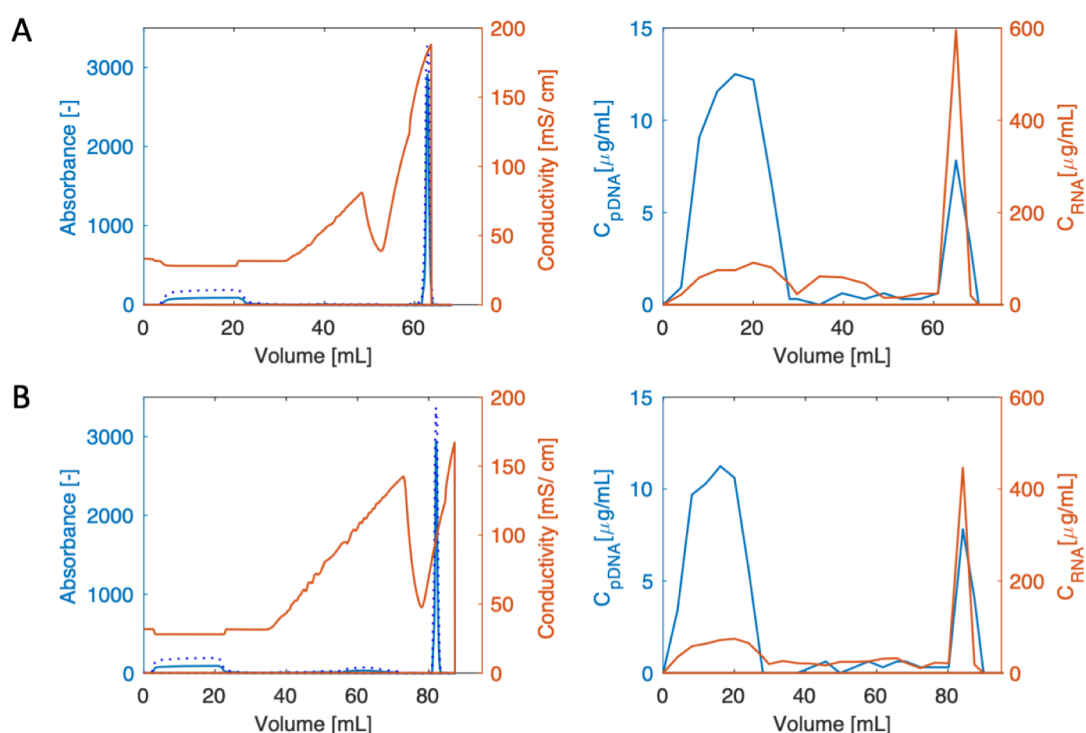 A
3000
2000
1000
0
Absorbance [-]
200
150
100
50
0
Conductivity [mS/ cm]
0 20 40 60
Volume [mL]
15
10
5
0
C_pDNA [μg/mL]
600
400
200
0
C_RNA [μg/mL]
0 20 40 60
Volume [mL]
B
3000
2000
1000
0
Absorbance [-]
200
150
100
50
0
Conductivity [mS/ cm]
0 20 40 60 80
Volume [mL]
15
10
5
0
C_pDNA [μg/mL]
600
400
200
0
C_RNA [μg/mL]
0 20 40 60 80
Volume [mL]